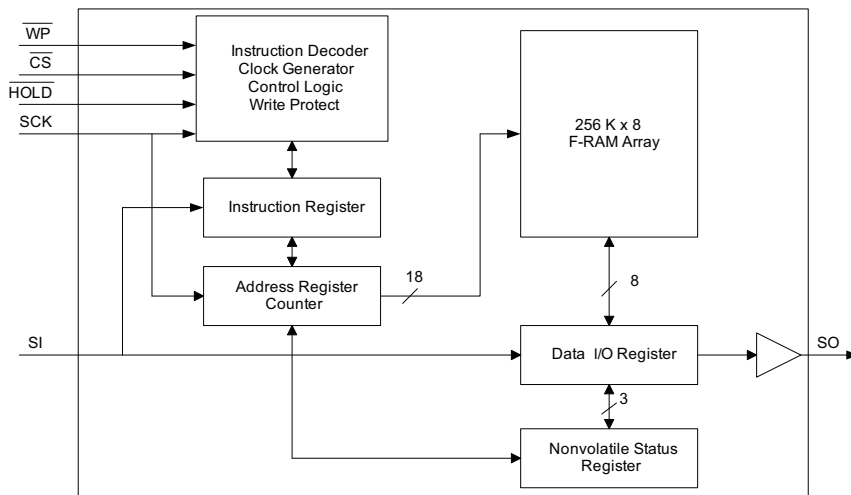 WP
CS
HOLD
SCK
Instruction Decoder
Clock Generator
Control Logic
Write Protect
256 K x 8
F-RAM Array
Instruction Register
Address Register
Counter
18
8
SI
Data I/O Register
SO
3
Nonvolatile Status
Register